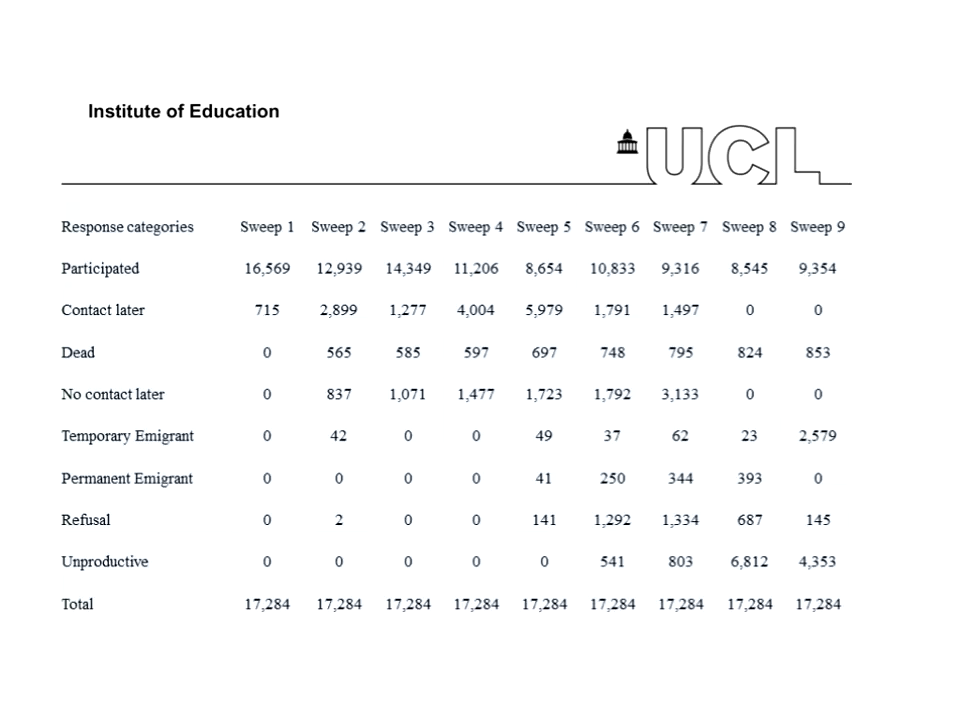 Institute of Education
UCL
Response categories Sweep 1 Sweep 2 Sweep 3 Sweep 4 Sweep 5 Sweep 6 Sweep 7 Sweep 8 Sweep 9
Participated 16,569 12,939 14,349 11,206 8,654 10,833 9,316 8,545 9,354
Contact later 715 2,899 1,277 4,004 5,979 1,791 1,497 0 0
Dead 0 565 585 597 697 748 795 824 853
No contact later 0 837 1,071 1,477 1,723 1,792 3,133 0 0
Temporary Emigrant 0 42 0 0 49 37 62 23 2,579
Permanent Emigrant 0 0 0 0 41 250 344 393 0
Refusal 0 2 0 0 141 1,292 1,334 687 145
Unproductive 0 0 0 0 0 541 803 6,812 4,353
Total 17,284 17,284 17,284 17,284 17,284 17,284 17,284 17,284 17,284